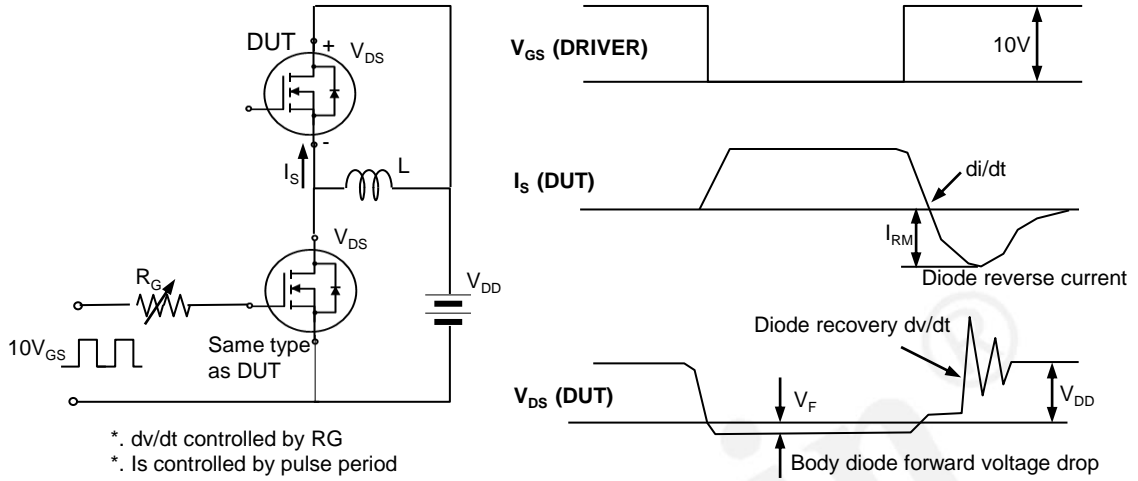 DUT
+
V_DS
-
I_S
L
V_DS
R_G
V_DD
10V_GS
Same type
as DUT
*. dv/dt controlled by RG
*. Is controlled by pulse period
V_GS (DRIVER)
10V
I_S (DUT)
di/dt
I_RM
Diode reverse current
Diode recovery dv/dt
V_DS (DUT)
V_F
V_DD
Body diode forward voltage drop
®